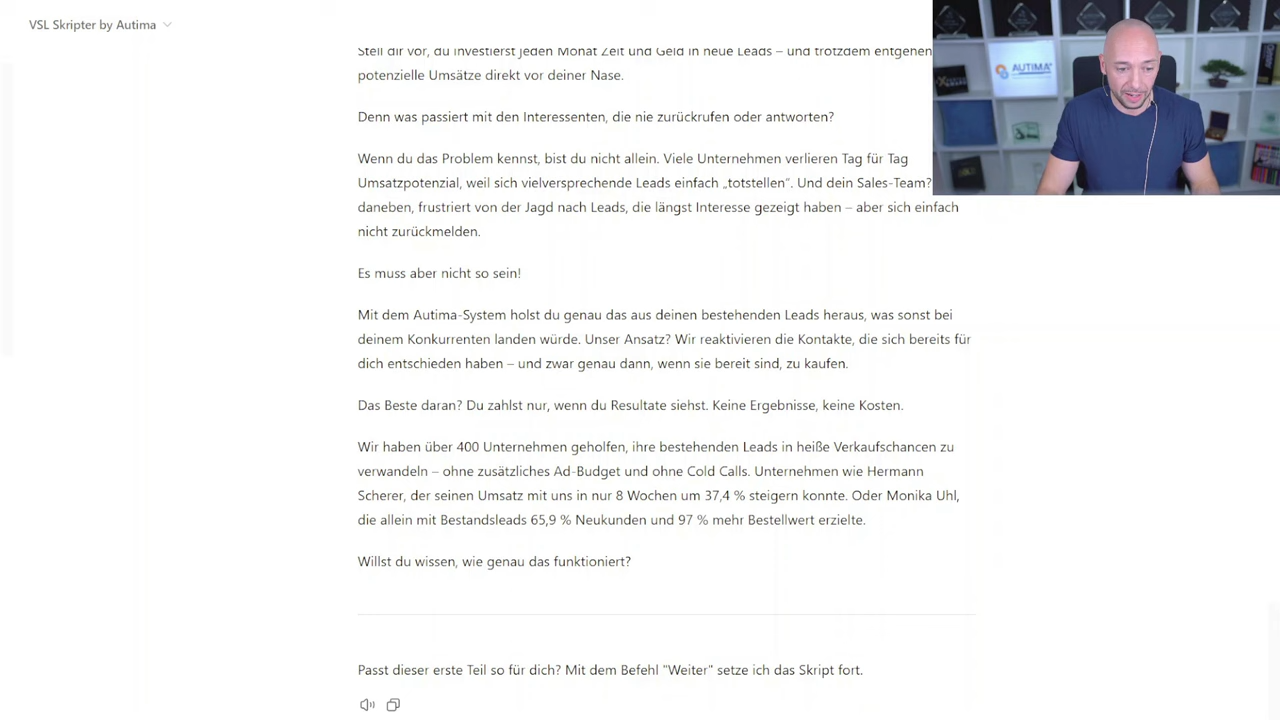 VSL Skripter by Autima
Stell dir vor, du investierst jeden Monat Zeit und Geld in neue Leads – und trotzdem entgehen
potenzielle Umsätze direkt vor deiner Nase.
Denn was passiert mit den Interessenten, die nie zurückrufen oder antworten?
Wenn du das Problem kennst, bist du nicht allein. Viele Unternehmen verlieren Tag für Tag
Umsatzpotenzial, weil sich vielversprechende Leads einfach „totstellen“. Und dein Sales-Team?
daneben, frustriert von der Jagd nach Leads, die längst Interesse gezeigt haben – aber sich einfach
nicht zurückmelden.
Es muss aber nicht so sein!
Mit dem Autima-System holst du genau das aus deinen bestehenden Leads heraus, was sonst bei
deinem Konkurrenten landen würde. Unser Ansatz? Wir reaktivieren die Kontakte, die sich bereits für
dich entschieden haben – und zwar genau dann, wenn sie bereit sind, zu kaufen.
Das Beste daran? Du zahlst nur, wenn du Resultate siehst. Keine Ergebnisse, keine Kosten.
Wir haben über 400 Unternehmen geholfen, ihre bestehenden Leads in heiße Verkaufschancen zu
verwandeln – ohne zusätzliches Ad-Budget und ohne Cold Calls. Unternehmen wie Hermann
Scherer, der seinen Umsatz mit uns in nur 8 Wochen um 37,4 % steigern konnte. Oder Monika Uhl,
die allein mit Bestandsleads 65,9 % Neukunden und 97 % mehr Bestellwert erzielte.
Willst du wissen, wie genau das funktioniert?
Passt dieser erste Teil so für dich? Mit dem Befehl "Weiter" setze ich das Skript fort.
AUTIMA